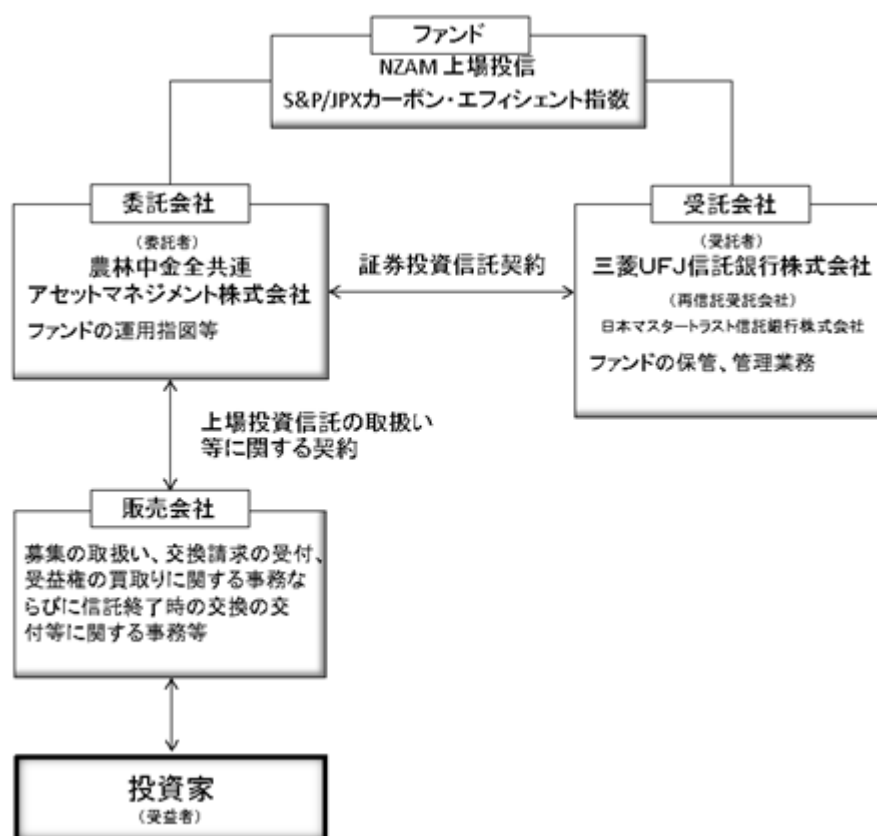 ファンド
NZAM 上場投信
S&P/JPXカーボン・エフィシェント指数
委託会社
(委託者)
農林中金全共連
アセットマネジメント株式会社
ファンドの運用指図等
証券投資信託契約
受託会社
(受託者)
三菱UFJ信託銀行株式会社
(再信託受託会社)
日本マスタートラスト信託銀行株式会社
ファンドの保管、管理業務
上場投資信託の取扱い
等に関する契約
販売会社
募集の取扱い、交換請求の受付、
受益権の買取りに関する事務な
らびに信託終了時の交換の交
付等に関する事務等
投資家
(受益者)